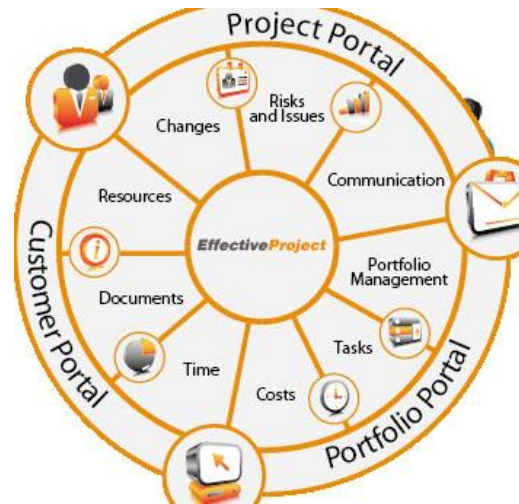 Project Portal
Risks
and Issues
Changes
Communication
Resources
EffectiveProject
Portfolio
Management
Documents
Tasks
Time
Costs
Customer Portal
Portfolio Portal